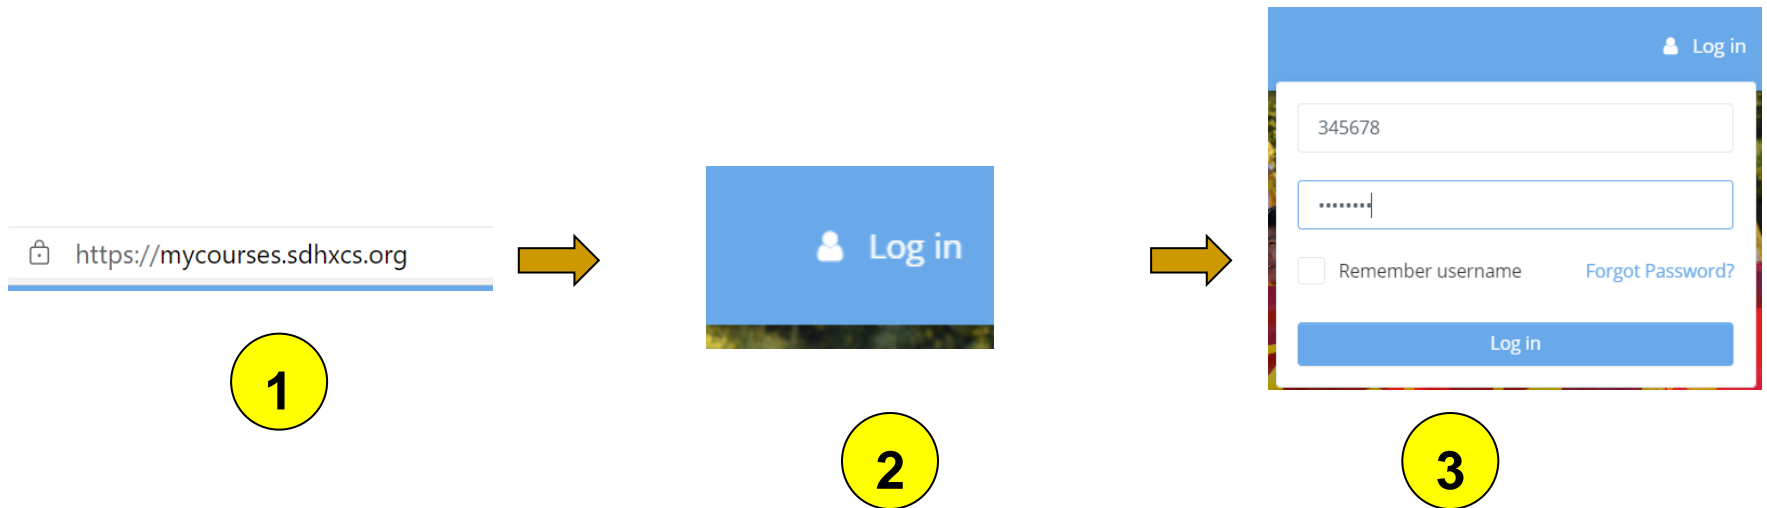 https://mycourses.sdhxcs.org
1
Log in
2
Log in
345678
••••••••
Remember username Forgot Password?
Log in
3